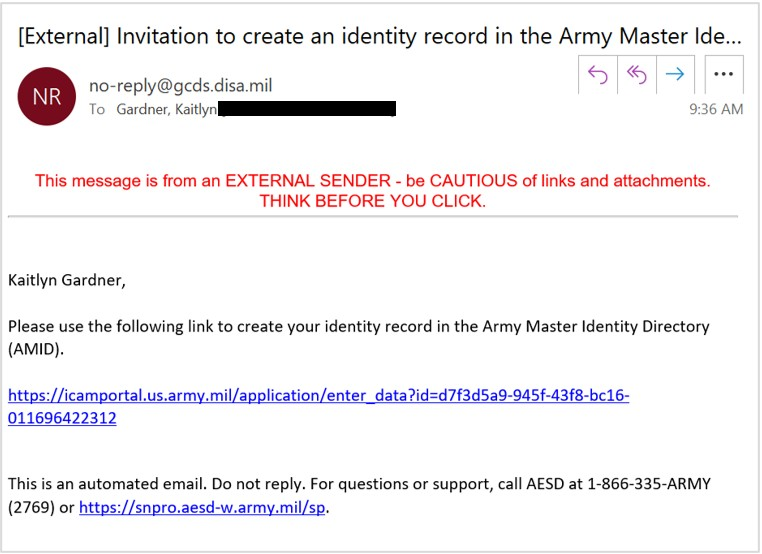 [External] Invitation to create an identity record in the Army Master Ide...
NR
no-reply@gcds.disa.mil
To Gardner, Kaitlyn
9:36 AM
This message is from an EXTERNAL SENDER - be CAUTIOUS of links and attachments.
THINK BEFORE YOU CLICK.
Kaitlyn Gardner,
Please use the following link to create your identity record in the Army Master Identity Directory
(AMID).
https://icamportal.us.army.mil/application/enter_data?id=d7f3d5a9-945f-43f8-bc16-
011696422312
This is an automated email. Do not reply. For questions or support, call AESD at 1-866-335-ARMY
(2769) or https://snpro.aesd-w.army.mil/sp.